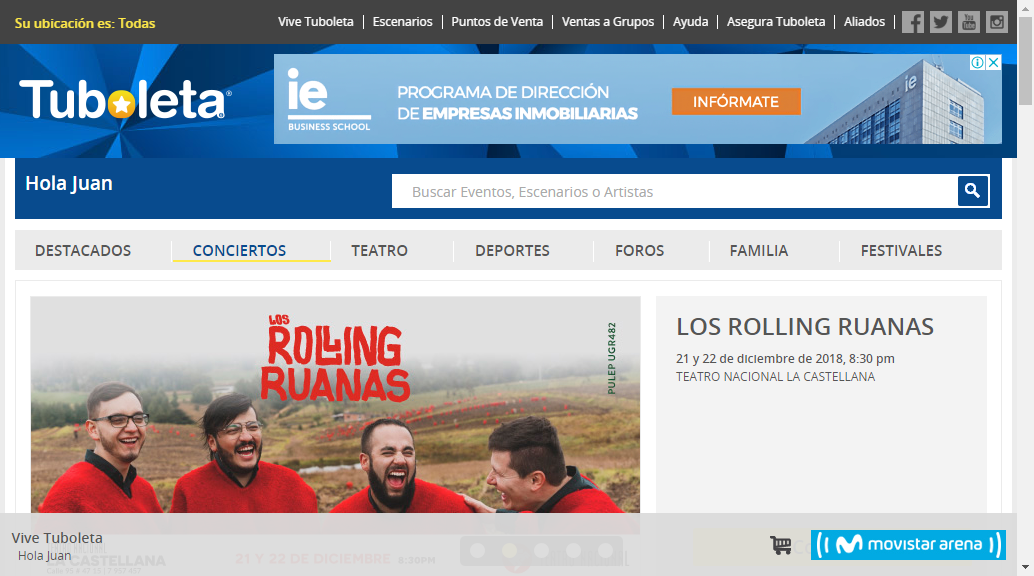 Su ubicación es: Todas
Vive Tuboleta
Escenarios
Puntos de Venta
Ventas a Grupos
Ayuda
Asegura Tuboleta
Aliados
Tuboleta
ie
BUSINESS SCHOOL
PROGRAMA DE DIRECCIÓN
DE EMPRESAS INMOBILIARIAS
INFÓRMATE
ie
Hola Juan
Buscar Eventos, Escenarios o Artistas
DESTACADOS
CONCIERTOS
TEATRO
DEPORTES
FOROS
FAMILIA
FESTIVALES
LOS
ROLLING
RUANAS
PULEP UGR482
LOS ROLLING RUANAS
21 y 22 de diciembre de 2018, 8:30 pm
TEATRO NACIONAL LA CASTELLANA
Vive Tuboleta
Hola Juan
LA CASTELLANA
21 Y 22 DE DICIEMBRE 8:30PM
movistar arena